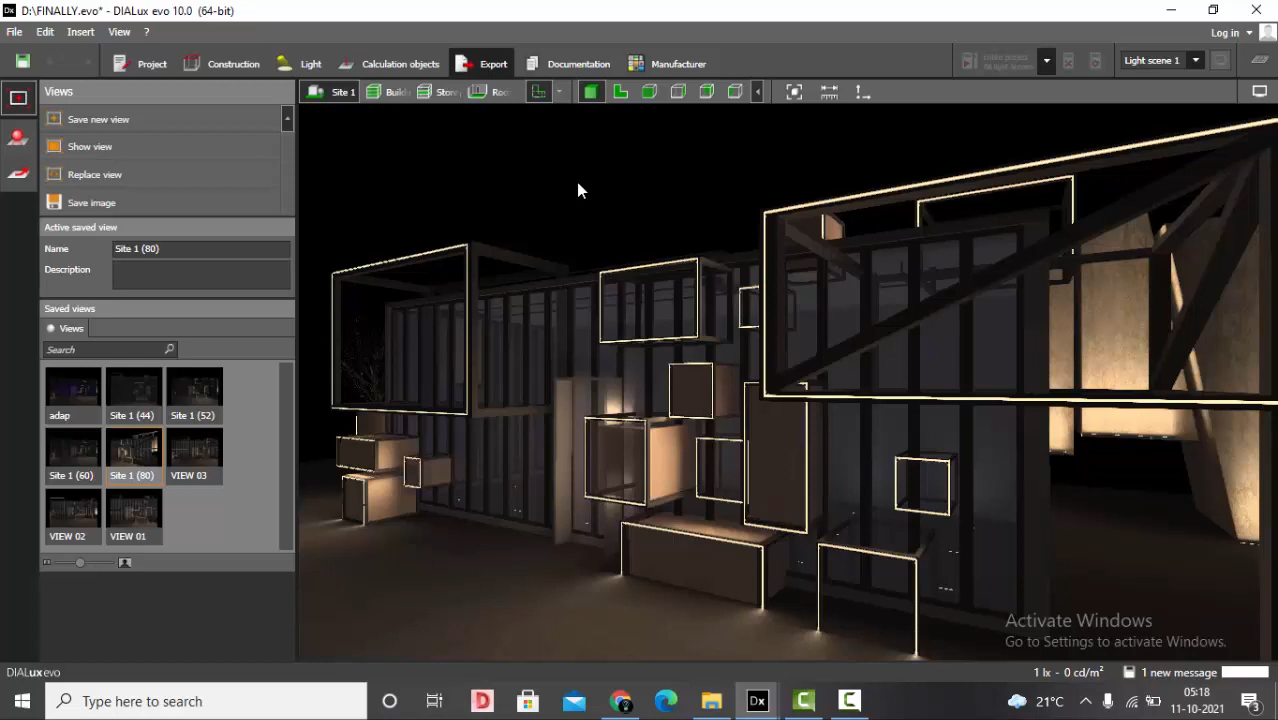 D:\FINALLY.evo* - DIALux evo 10.0 (64-bit)
File Edit Insert View ?
Log in
Project Construction Light Calculation objects Export Documentation Manufacturer
Light scene 1
Views
Site 1
Save new view
Show view
Replace view
Save image
Active saved view
Name Site 1 (80)
Description
Saved views
Views
Search
adap Site 1 (44) Site 1 (52)
Site 1 (60) Site 1 (80) VIEW 03
VIEW 02 VIEW 01
Activate Windows
Go to Settings to activate Windows.
DIALux evo
1 lx - 0 cd/m²
1 new message
Type here to search
21°C
05:18
11-10-2021
3